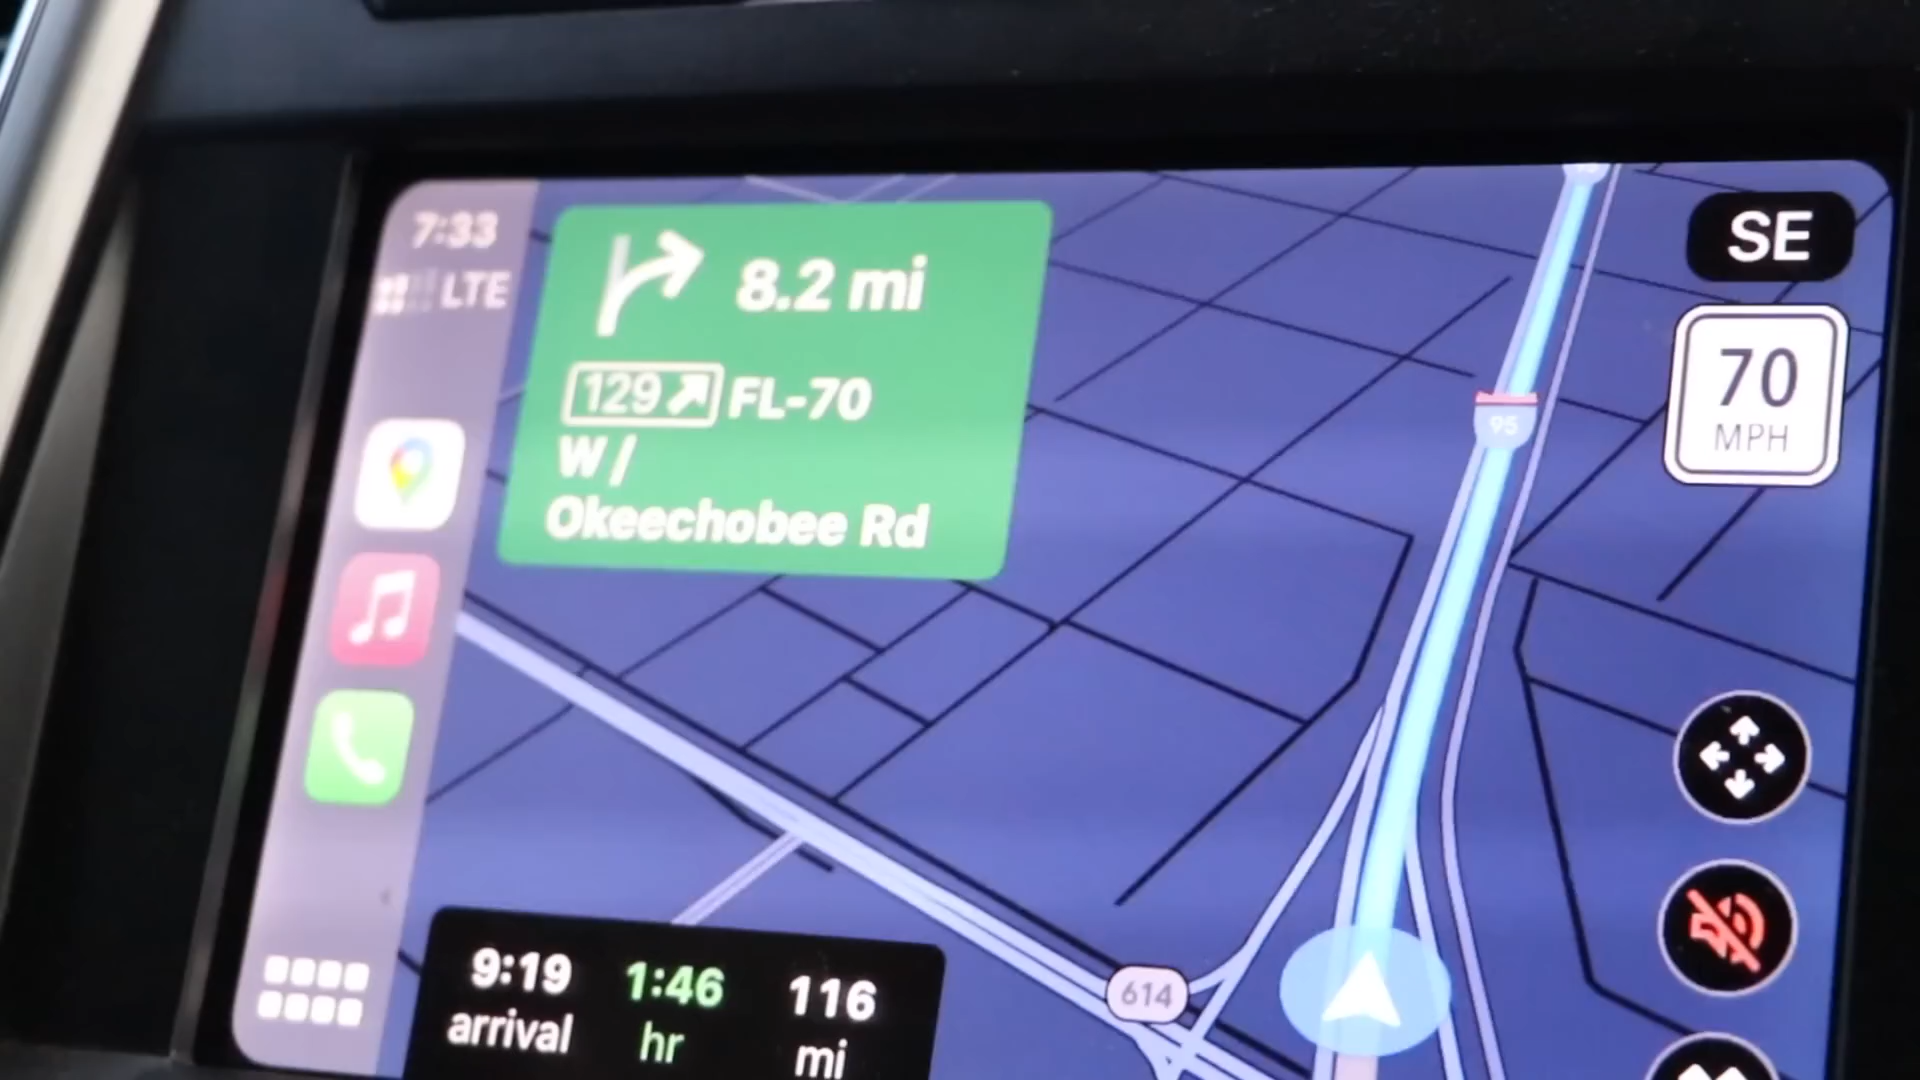 7:33
LTE
8.2 mi
129 FL-70
W /
Okeechobee Rd
SE
70
MPH
95
614
9:19 1:46 116
arrival hr mi